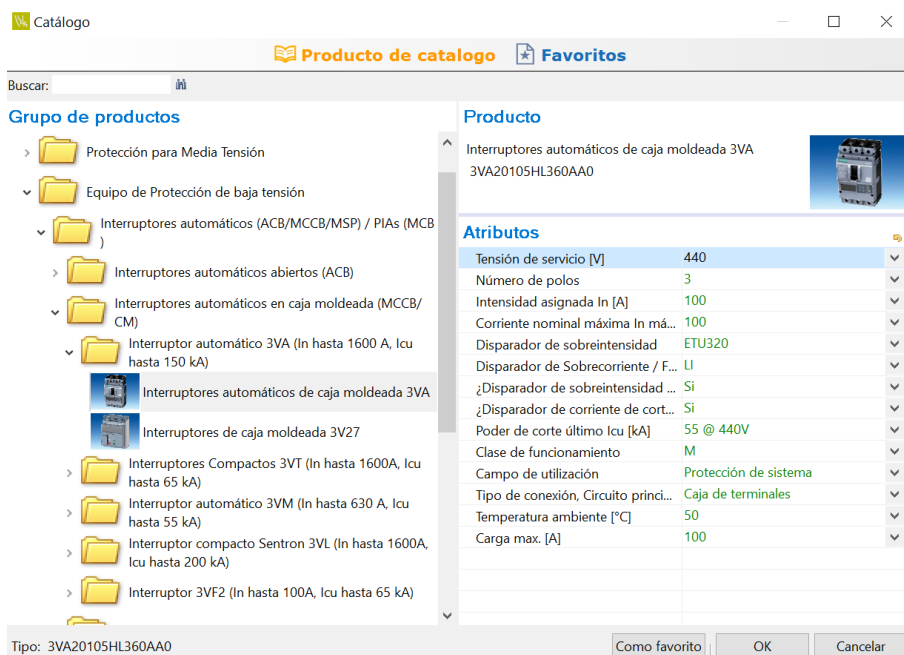 Catálogo
Producto de catalogo
Favoritos
Buscar:
Grupo de productos
Protección para Media Tensión
Equipo de Protección de baja tensión
Interruptores automáticos (ACB/MCCB/MSP) / PIAs (MCB
)
Interruptores automáticos abiertos (ACB)
Interruptores automáticos en caja moldeada (MCCB/
CM)
Interruptor automático 3VA (In hasta 1600 A, Icu
hasta 150 kA)
Interruptores automáticos de caja moldeada 3VA
Interruptores de caja moldeada 3V27
Interruptores Compactos 3VT (In hasta 1600A, Icu
hasta 65 kA)
Interruptor automático 3VM (In hasta 630 A, Icu
hasta 55 kA)
Interruptor compacto Sentron 3VL (In hasta 1600A,
Icu hasta 200 kA)
Interruptor 3VF2 (In hasta 100A, Icu hasta 65 kA)
Producto
Interruptores automáticos de caja moldeada 3VA
3VA20105HL360AA0
Atributos
Tensión de servicio [V] 440
Número de polos 3
Intensidad asignada In [A] 100
Corriente nominal máxima In má... 100
Disparador de sobreintensidad ETU320
Disparador de Sobrecorriente / F... LI
¿Disparador de sobreintensidad ... Si
¿Disparador de corriente de cort... Si
Poder de corte último Icu [kA] 55 @ 440V
Clase de funcionamiento M
Campo de utilización Protección de sistema
Tipo de conexión, Circuito princi... Caja de terminales
Temperatura ambiente [°C] 50
Carga max. [A] 100
Tipo: 3VA20105HL360AA0
Como favorito
OK
Cancelar